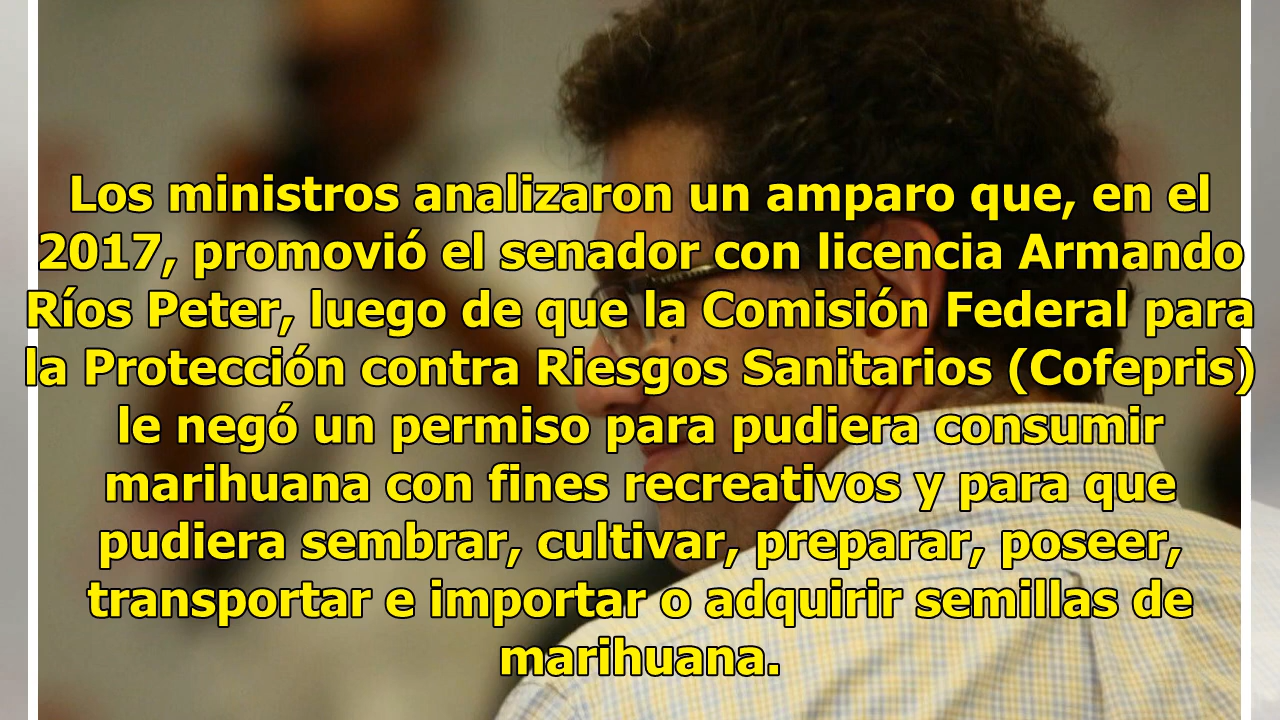 Los ministros analizaron un amparo que, en el
2017, promovió el senador con licencia Armando
Ríos Peter, luego de que la Comisión Federal para
la Protección contra Riesgos Sanitarios (Cofepris)
le negó un permiso para pudiera consumir
marihuana con fines recreativos y para que
pudiera sembrar, cultivar, preparar, poseer,
transportar e importar o adquirir semillas de
marihuana.